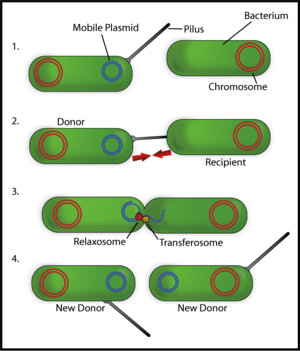 1.
Mobile Plasmid
Pilus
Bacterium
Chromosome
2.
Donor
Recipient
3.
Relaxosome
Transferosome
4.
New Donor
New Donor